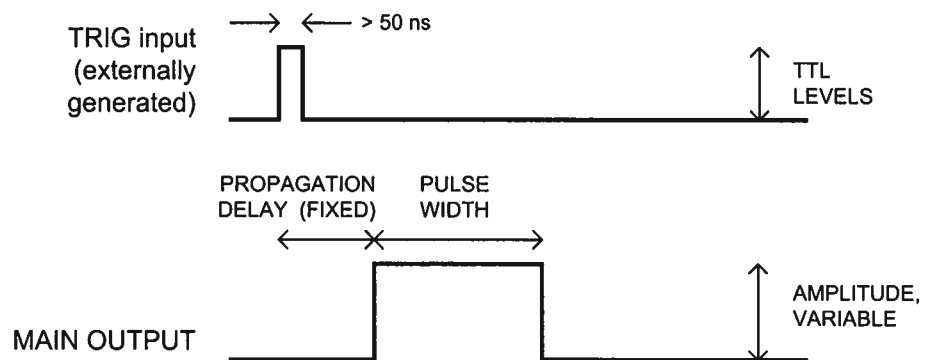 > 50 ns
TRIG input
(externally
generated)
TTL
LEVELS
PROPAGATION
DELAY (FIXED)
PULSE
WIDTH
AMPLITUDE,
VARIABLE
MAIN OUTPUT